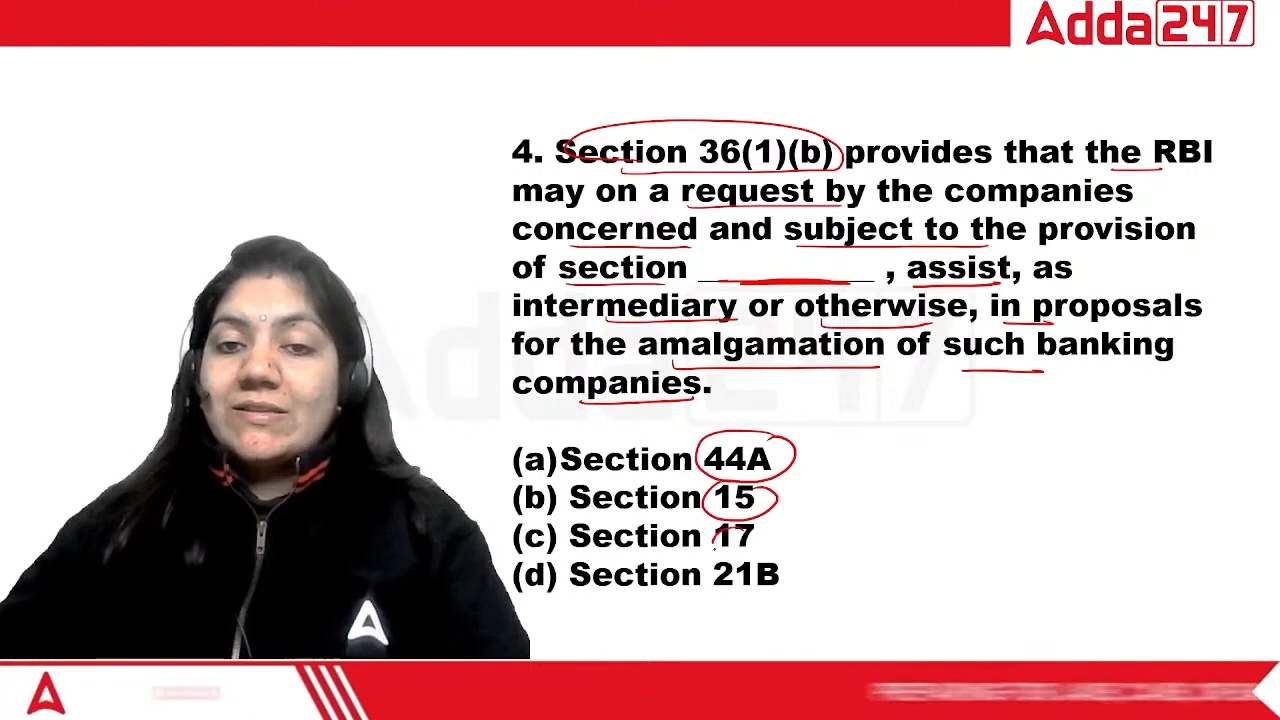 Adda247
4. Section 36(1)(b) provides that the RBI
may on a request by the companies
concerned and subject to the provision
of section ____________ , assist, as
intermediary or otherwise, in proposals
for the amalgamation of such banking
companies.
Adda247
(a)Section 44A
(b) Section 15
(c) Section 17
(d) Section 21B